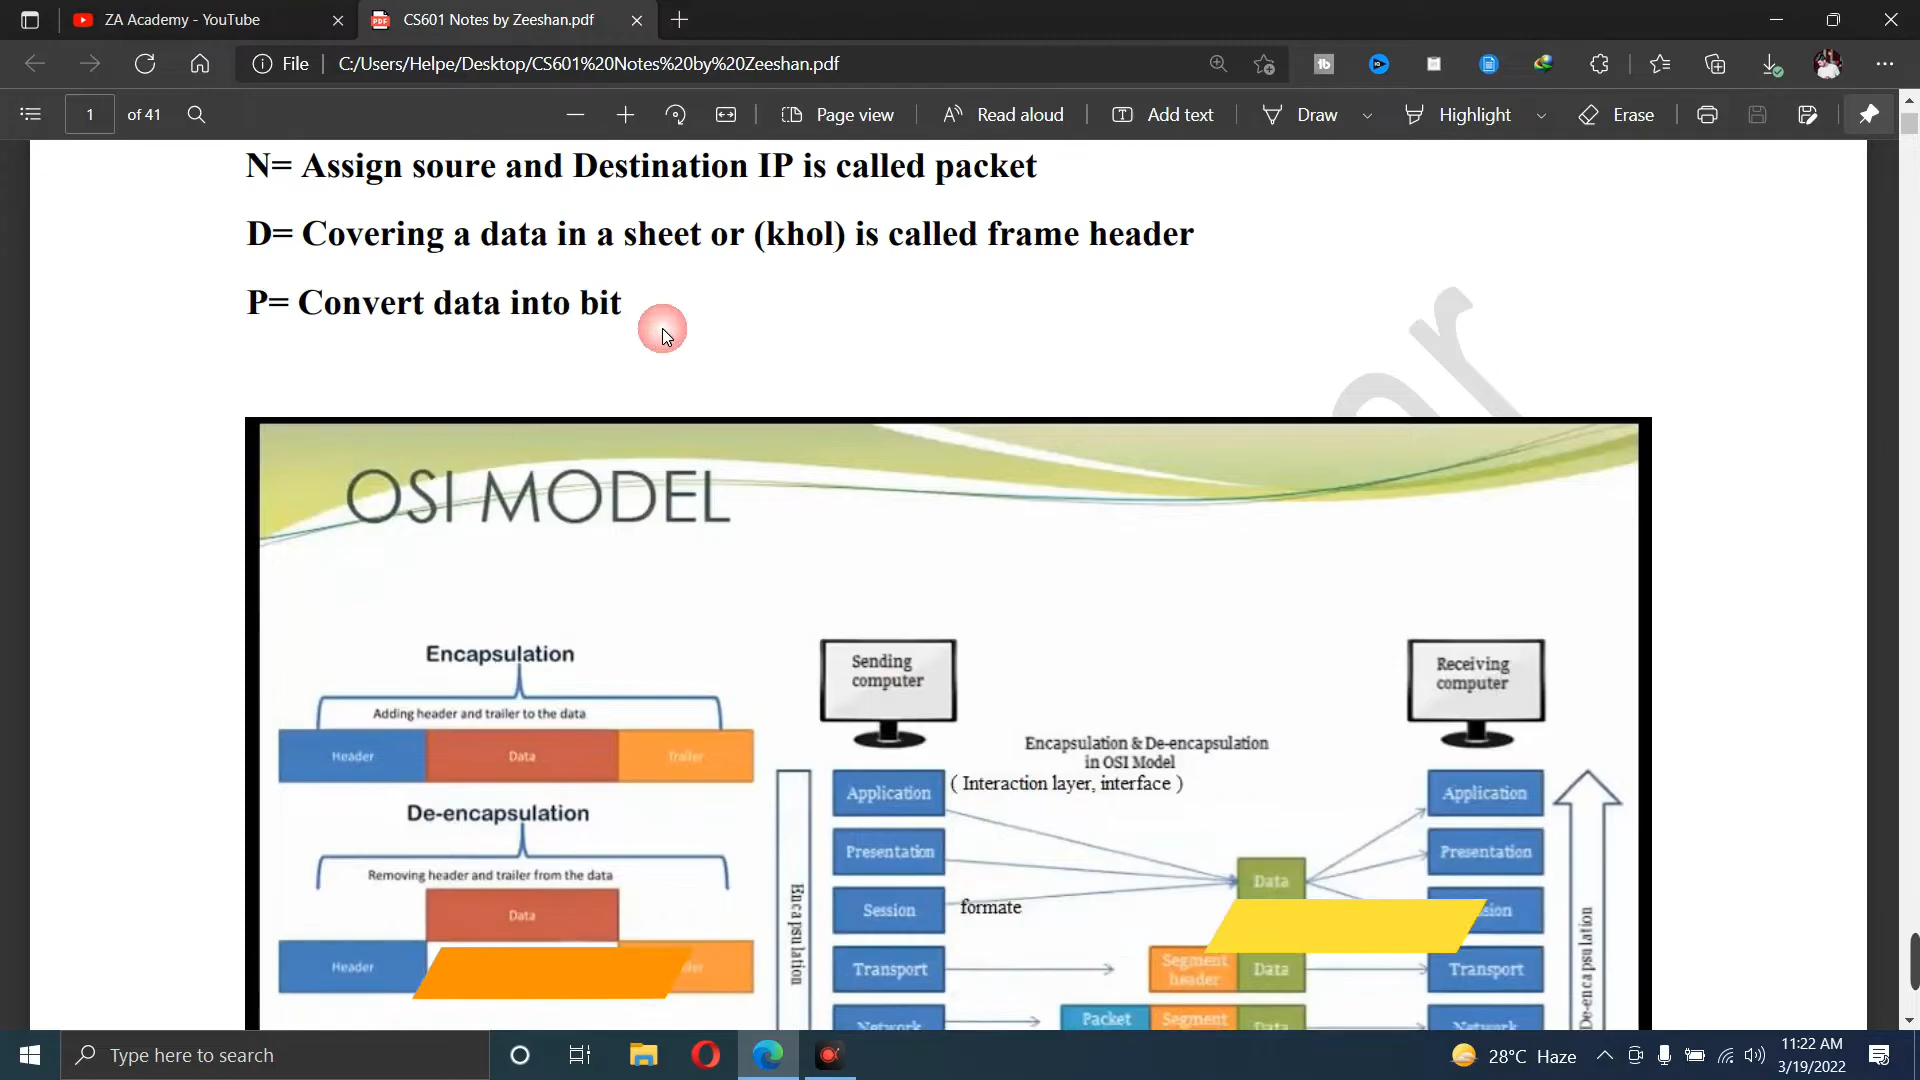 ZA Academy - YouTube
CS601 Notes by Zeeshan.pdf
File
C:/Users/Helpe/Desktop/CS601%20Notes%20by%20Zeeshan.pdf
1 of 41
Page view
Read aloud
Add text
Draw
Highlight
Erase
N= Assign soure and Destination IP is called packet
D= Covering a data in a sheet or (khol) is called frame header
P= Convert data into bit
OSI MODEL
Encapsulation
Adding header and trailer to the data
Header Data Trailer
De-encapsulation
Removing header and trailer from the data
Data
Header
Sending
computer
Receiving
computer
Encapsulation & De-encapsulation
in OSI Model
( Interaction layer, interface )
Application
Application
Presentation
Presentation
Data
Session
formate
Transport
Segment
header
Data
Transport
Network
Packet
Segment
Data
Network
Encapsulation
De-encapsulation
Type here to search
28°C Haze
11:22 AM
3/19/2022